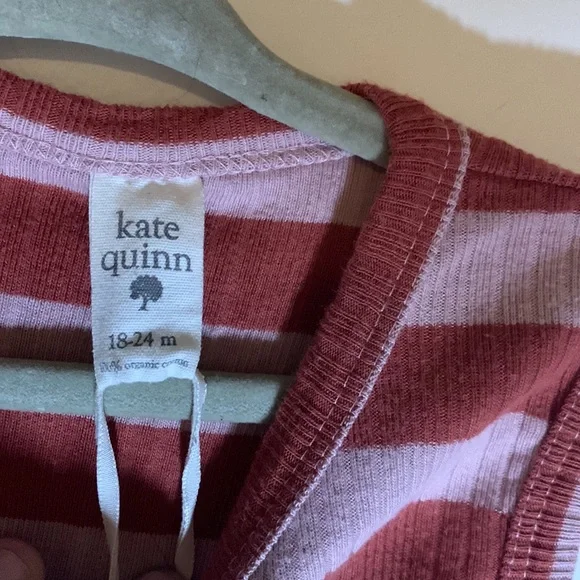 kate
quinn
18-24 m
100% organic cotton